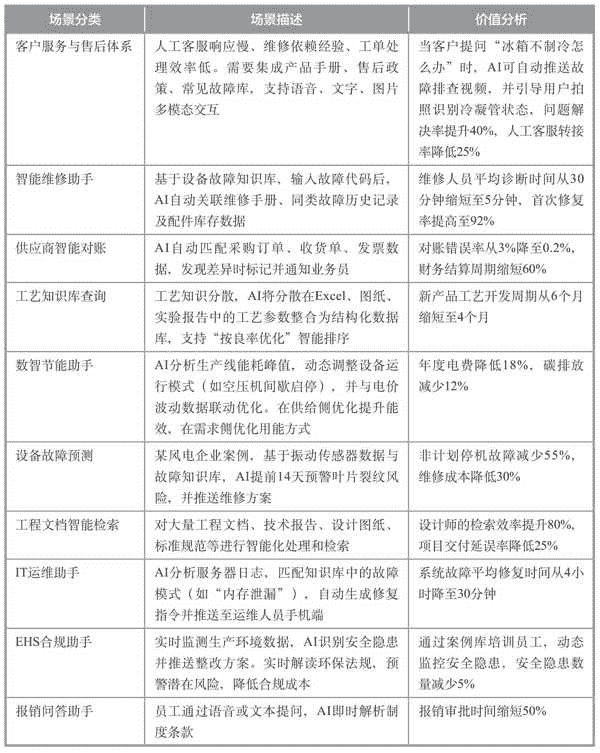 场景分类 场景描述 价值分析
客户服务与售后体系 人工客服响应慢、维修依赖经验、工单处 当客户提问“冰箱不制冷怎
理效率低。需要集成产品手册、售后政 么办”时，AI可自动推送故
策、常见故障库，支持语音、文字、图片 障排查视频，并引导用户拍
多模态交互 照识别冷凝管状态，问题
解决率提升40%，人工客服转接
率降低25%
智能维修助手 基于设备故障知识库，输入故障代码后， 维修人员平均诊断时间从30
AI自动关联维修手册、同类故障历史记录 分钟缩短至5分钟，首次修复
及配件库存数据 率提高至92%
供应商智能对账 AI自动匹配采购订单、收货单、发票数 对账错误率从3%降至0.2%，
据，发现差异时标记并通知业务员 财务结算周期缩短60%
工艺知识库查询 工艺知识分散，AI将分散在Excel、图纸、 新产品工艺开发周期从6个月
实验报告中的工艺参数整合为结构化数据 缩短至4个月
库，支持“按良率优化”智能排序
数智节能助手 AI分析生产线能耗峰值，动态调整设备运 年度电费降低18%，碳排放
行模式（如空压机间歇启停），并与电价 减少12%
波动数据联动优化。在供给侧优化提升能
效，在需求侧优化用能方式
设备故障预测 某风电企业案例，基于振动传感器数据与 非计划停机故障减少55%，
故障知识库，AI提前14天预警叶片裂纹风 维修成本降低30%
险，并推送维修方案
工程文档智能检索 对大量工程文档、技术报告、设计图纸、 设计师的检索效率提升80%，
标准规范等进行智能化处理和检索 项目交付延误率降低25%
IT运维助手 AI分析服务器日志，匹配知识库中的故障 系统故障平均修复时间从4小
模式（如“内存泄漏”），自动生成修复 时降至30分钟
指令并推送至运维人员手机端
EHS合规助手 实时监测生产环境数据，AI识别安全隐患 通过案例库培训员工，动态
并推送整改方案。实时解读环保法规，预 监控安全隐患，安全隐患数
警潜在风险，降低合规成本 量减少5%
报销问答助手 员工通过语音或文本提问，AI即时解析制 报销审批时间缩短50%
度条款